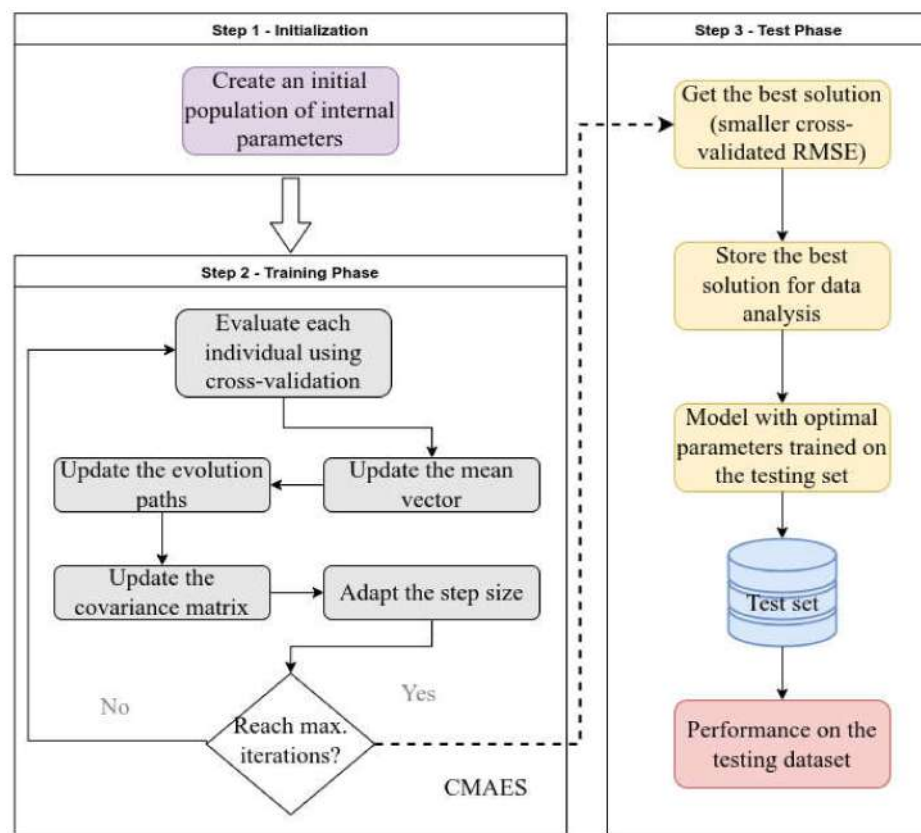 Step 1 - Initialization
Create an initial
population of internal
parameters
Step 2 - Training Phase
Evaluate each
individual using
cross-validation
Update the evolution
paths
Update the mean
vector
Update the
covariance matrix
Adapt the step size
No
Yes
Reach max.
iterations?
CMAES
Step 3 - Test Phase
Get the best solution
(smaller cross-
validated RMSE)
Store the best
solution for data
analysis
Model with optimal
parameters trained on
the testing set
Test set
Performance on the
testing dataset